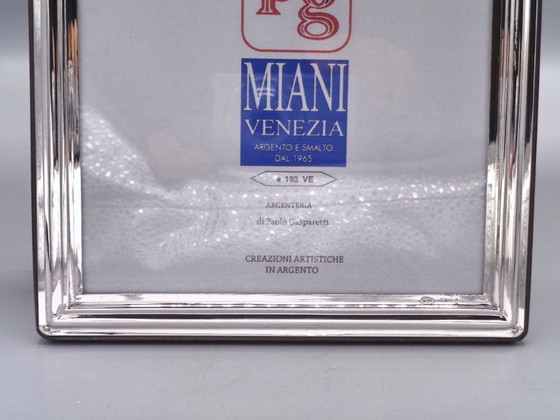 pg
MIANI
VENEZIA
ARGENTO E SMALTO
DAL 1965
★ 193 VE
ARGENTERIA
di Paolo Gasparetti
CREAZIONI ARTISTICHE
IN ARGENTO